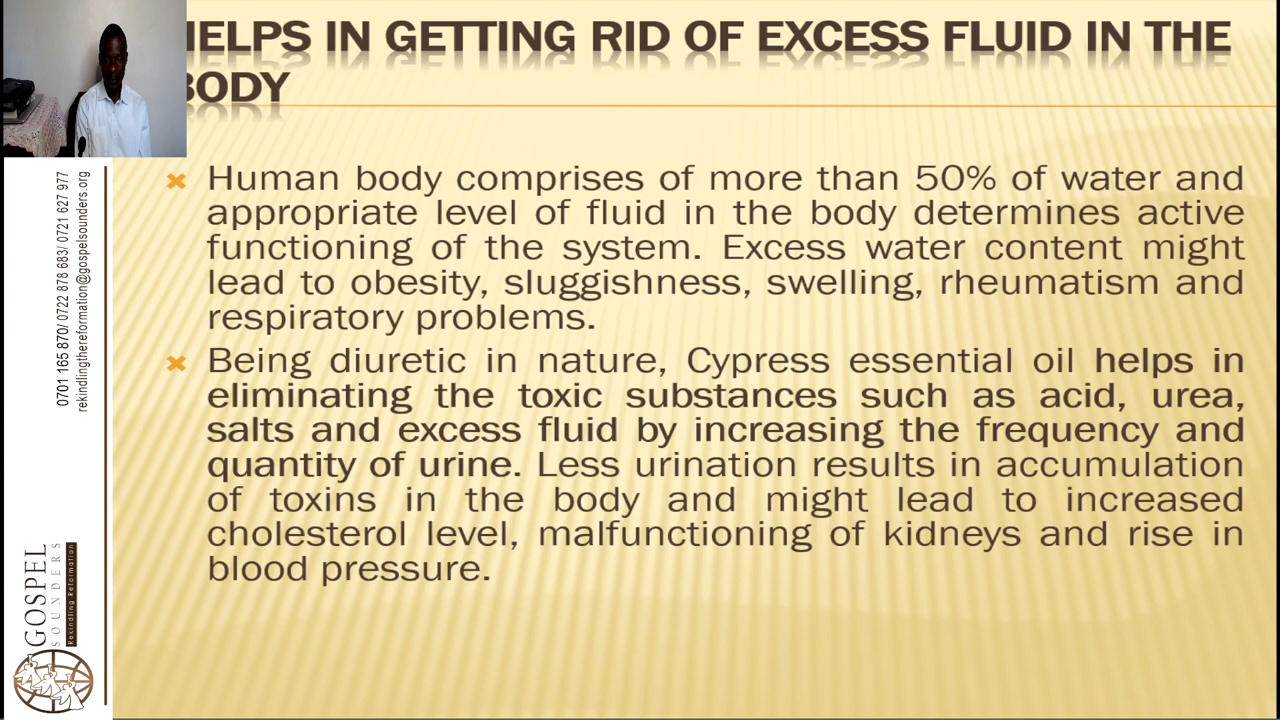 HELPS IN GETTING RID OF EXCESS FLUID IN THE
BODY
Human body comprises of more than 50% of water and
appropriate level of fluid in the body determines active
functioning of the system. Excess water content might
lead to obesity, sluggishness, swelling, rheumatism and
respiratory problems.
Being diuretic in nature, Cypress essential oil helps in
eliminating the toxic substances such as acid, urea,
salts and excess fluid by increasing the frequency and
quantity of urine. Less urination results in accumulation
of toxins in the body and might lead to increased
cholesterol level, malfunctioning of kidneys and rise in
blood pressure.
0701 165 870/ 0722 878 683/ 0721 627 977
rekindlingthereformation@gospelsounders.org
GOSPEL
SOUNDERS
Rekindling Reformation